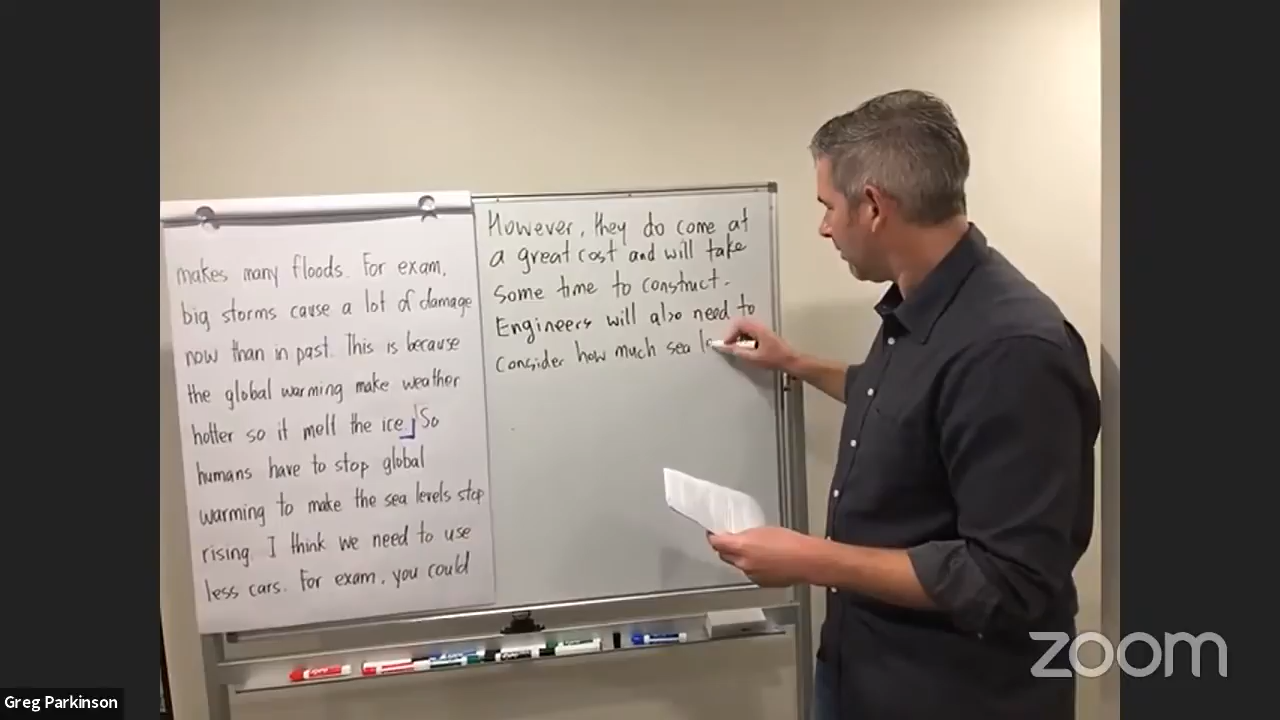 makes many floods. For exam,
big storms cause a lot of damage
now than in past. This is because
the global warming make weather
hotter so it melt the ice. So
humans have to stop global
warming to make the sea levels stop
rising. I think we need to use
less cars. For exam, you could
However, they do come at
a great cost and will take
some time to construct.
Engineers will also need to
consider how much sea
zoom
Greg Parkinson